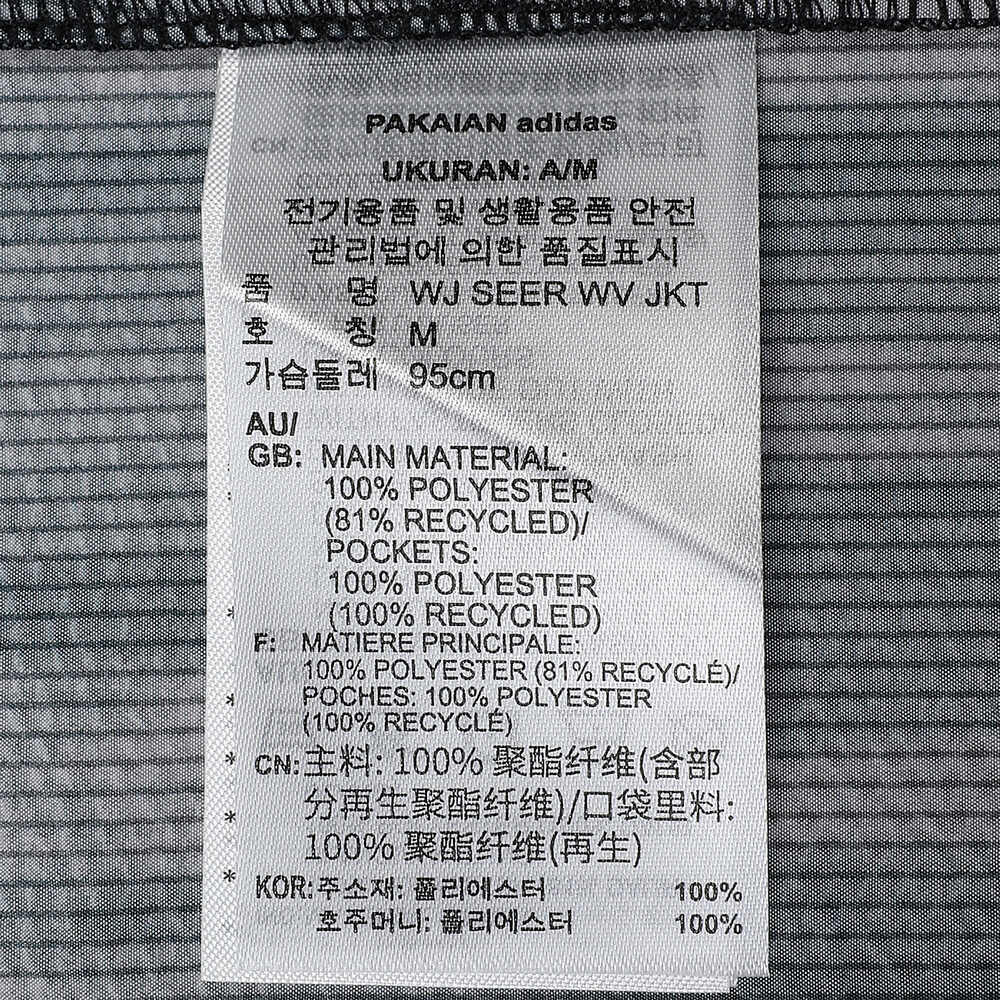 PAKAIAN adidas
UKURAN: A/M
전기용품 및 생활용품 안전
관리법에 의한 품질표시
품 명 WJ SEER WV JKT
호 칭 M
가슴둘레 95cm
AU/
GB: MAIN MATERIAL:
100% POLYESTER
(81% RECYCLED)/
POCKETS:
100% POLYESTER
(100% RECYCLED)
F: MATIERE PRINCIPALE:
100% POLYESTER (81% RECYCLÉ)/
POCHES: 100% POLYESTER
(100% RECYCLÉ)
* CN: 主料: 100% 聚酯纤维(含部
分再生聚酯纤维)/口袋里料:
100% 聚酯纤维(再生)
* KOR: 주소재: 폴리에스터 100%
호주머니: 폴리에스터 100%